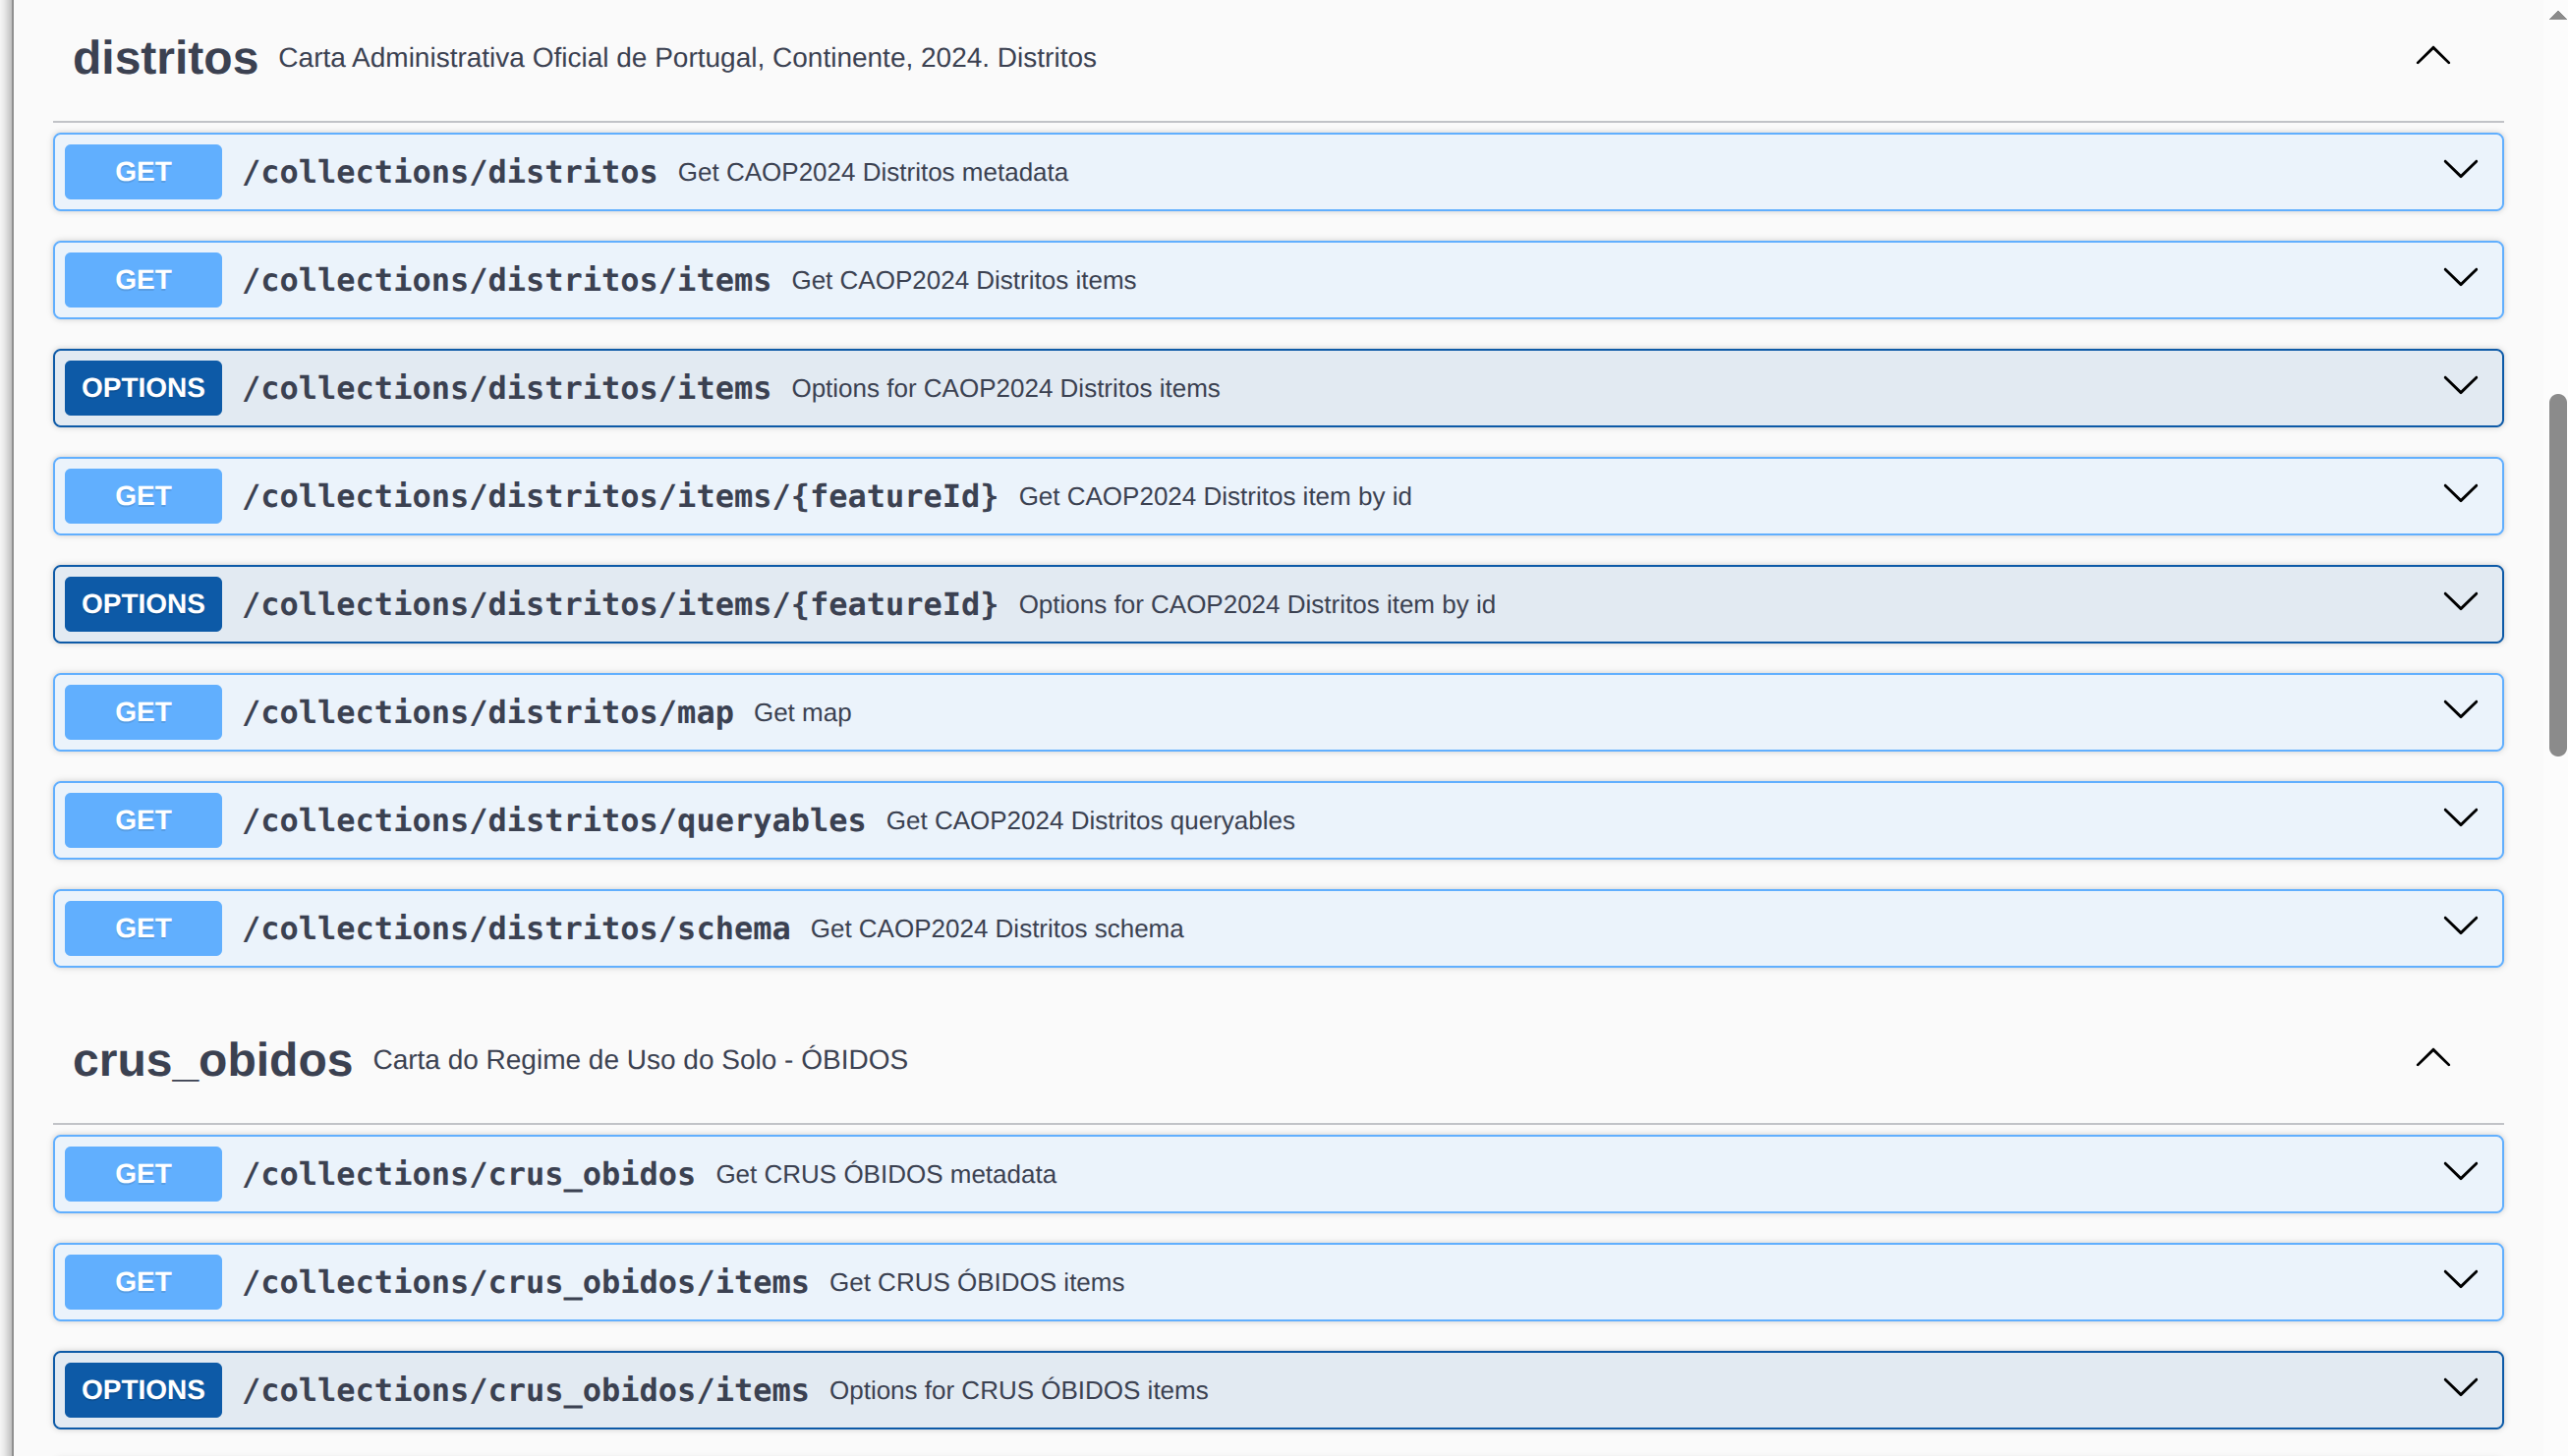 distritos Carta Administrativa Oficial de Portugal, Continente, 2024. Distritos
GET /collections/distritos Get CAOP2024 Distritos metadata
GET /collections/distritos/items Get CAOP2024 Distritos items
OPTIONS /collections/distritos/items Options for CAOP2024 Distritos items
GET /collections/distritos/items/{featureId} Get CAOP2024 Distritos item by id
OPTIONS /collections/distritos/items/{featureId} Options for CAOP2024 Distritos item by id
GET /collections/distritos/map Get map
GET /collections/distritos/queryables Get CAOP2024 Distritos queryables
GET /collections/distritos/schema Get CAOP2024 Distritos schema
crus_obidos Carta do Regime de Uso do Solo - ÓBIDOS
GET /collections/crus_obidos Get CRUS ÓBIDOS metadata
GET /collections/crus_obidos/items Get CRUS ÓBIDOS items
OPTIONS /collections/crus_obidos/items Options for CRUS ÓBIDOS items